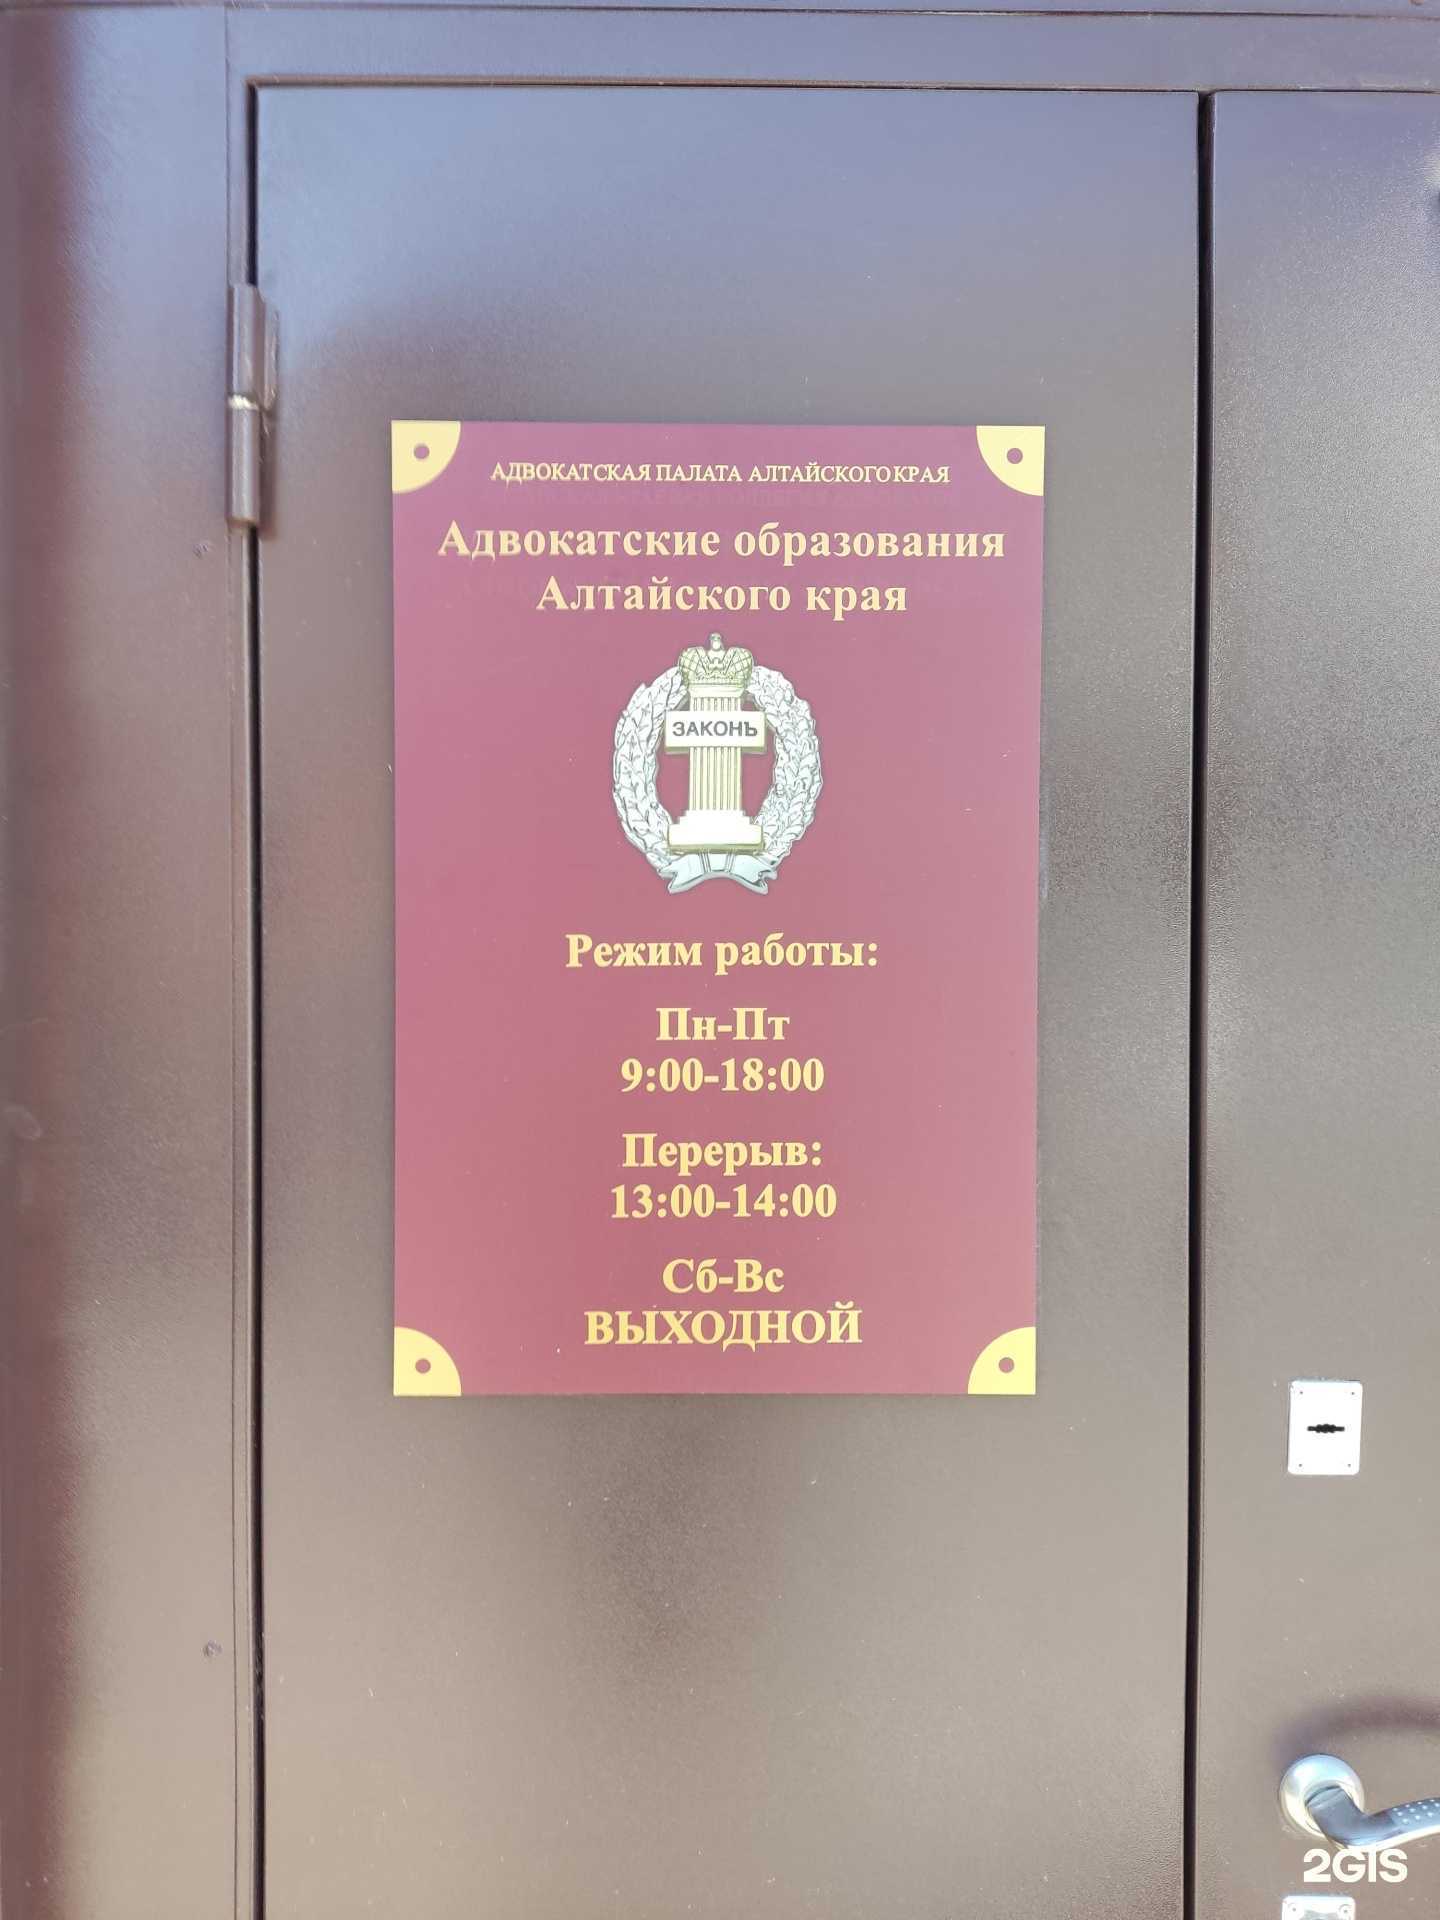 АДВОКАТСКАЯ ПАЛАТА АЛТАЙСКОГО КРАЯ
Адвокатские образования
Алтайского края
ЗАКОНЪ
Режим работы:
Пн-Пт
9:00-18:00
Перерыв:
13:00-14:00
Сб-Вс
ВЫХОДНОЙ
2GIS